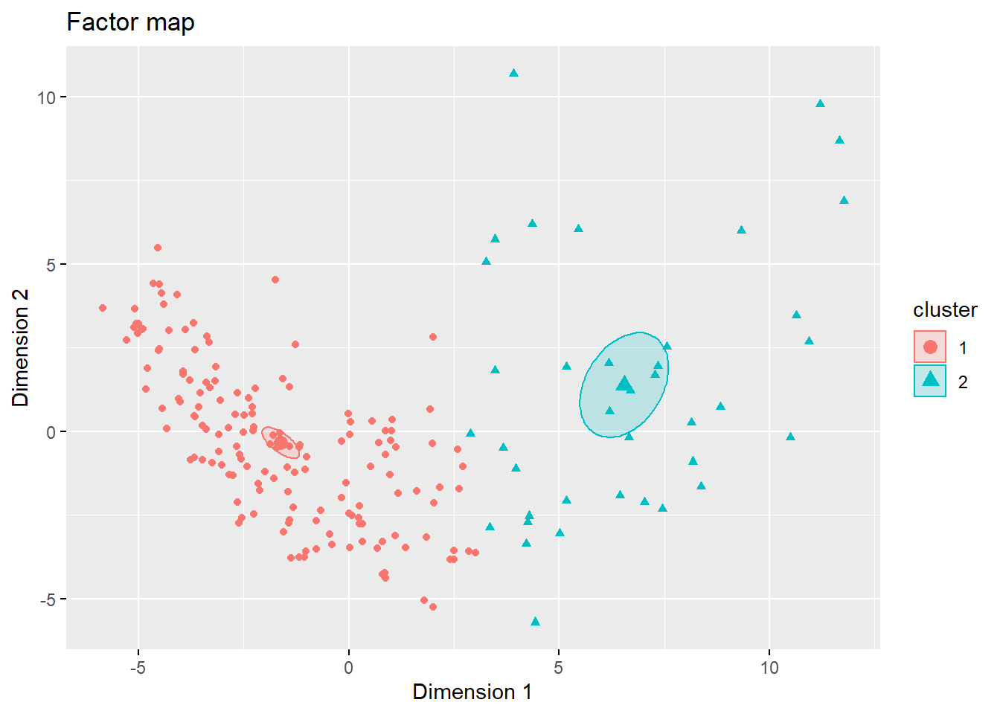 Factor map
10
5
0
-5
Dimension 2
-5
0
5
10
Dimension 1
cluster
1
2